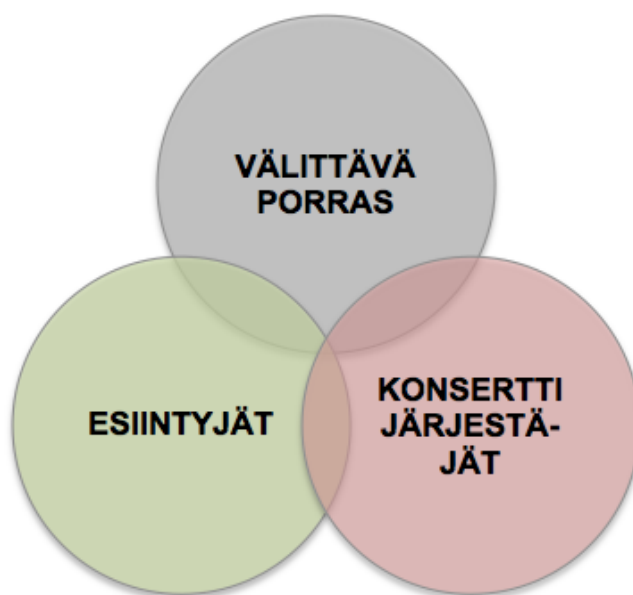 VÄLITTÄVÄ
PORRAS
ESIINTYJÄT
KONSERTTI
JÄRJESTÄ-
JÄT